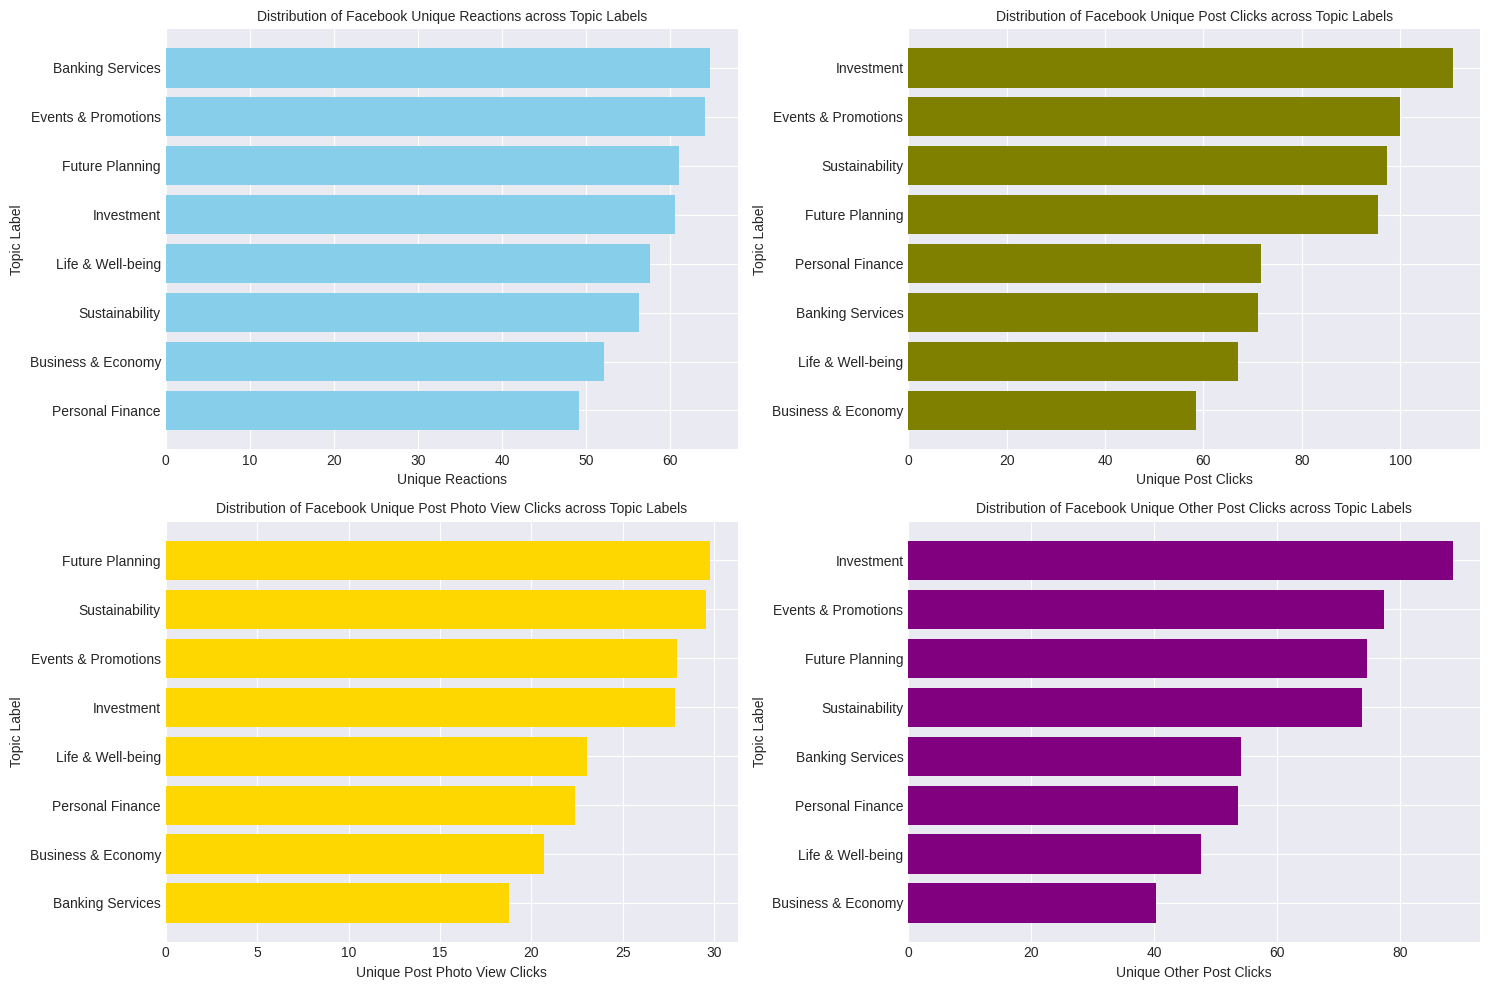 Distribution of Facebook Unique Reactions across Topic Labels
Topic Label
Banking Services
Events & Promotions
Future Planning
Investment
Life & Well-being
Sustainability
Business & Economy
Personal Finance
0 10 20 30 40 50 60
Unique Reactions
Distribution of Facebook Unique Post Clicks across Topic Labels
Topic Label
Investment
Events & Promotions
Sustainability
Future Planning
Personal Finance
Banking Services
Life & Well-being
Business & Economy
0 20 40 60 80 100
Unique Post Clicks
Distribution of Facebook Unique Post Photo View Clicks across Topic Labels
Topic Label
Future Planning
Sustainability
Events & Promotions
Investment
Life & Well-being
Personal Finance
Business & Economy
Banking Services
0 5 10 15 20 25 30
Unique Post Photo View Clicks
Distribution of Facebook Unique Other Post Clicks across Topic Labels
Topic Label
Investment
Events & Promotions
Future Planning
Sustainability
Banking Services
Personal Finance
Life & Well-being
Business & Economy
0 20 40 60 80
Unique Other Post Clicks